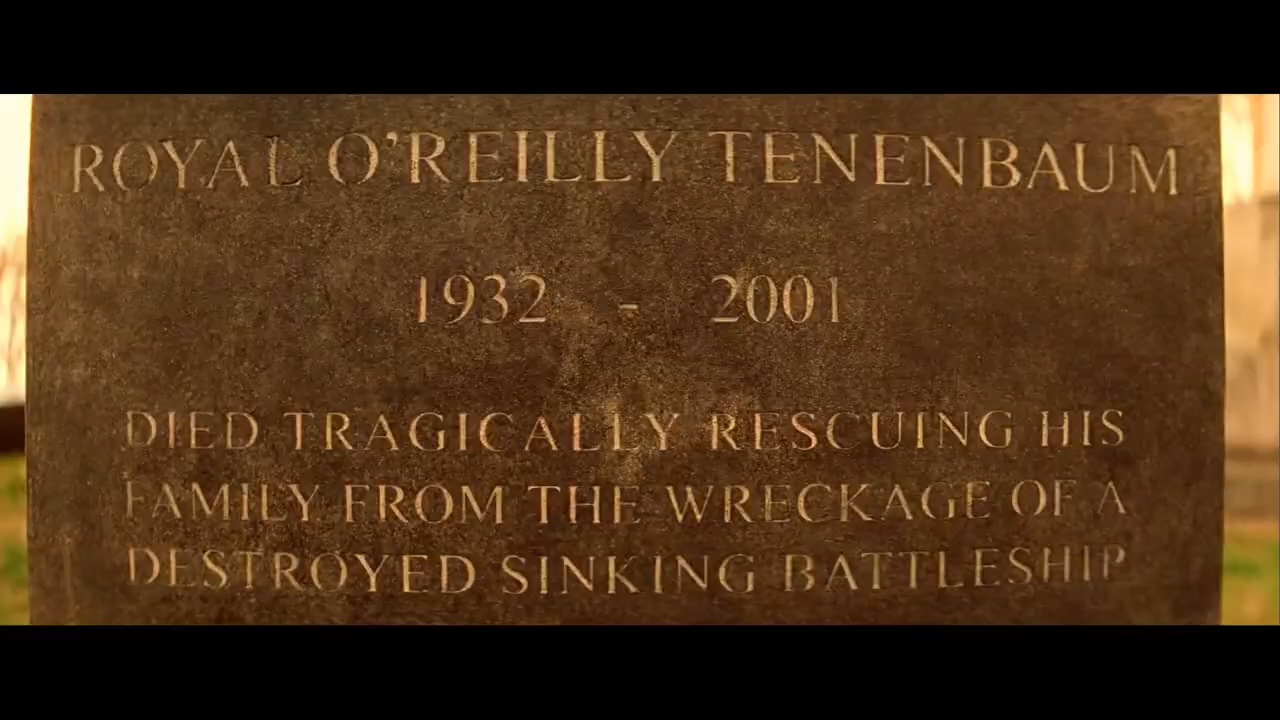 ROYAL O'REILLY TENENBAUM
1932 - 2001
DIED TRAGICALLY RESCUING HIS
FAMILY FROM THE WRECKAGE OF A
DESTROYED SINKING BATTLESHIP